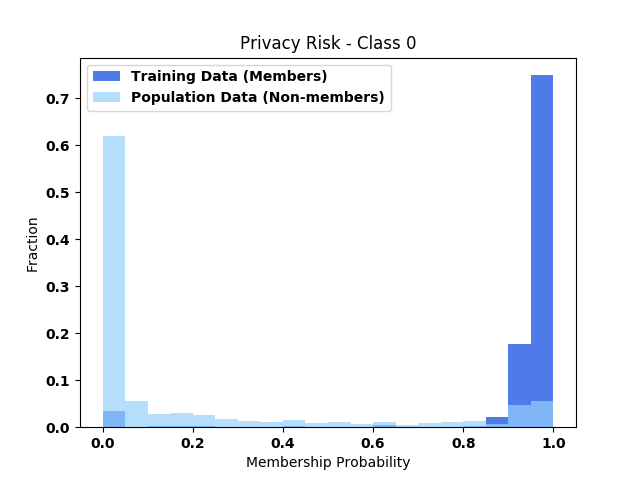 Privacy Risk - Class 0
Training Data (Members)
Population Data (Non-members)
0.7
0.6
0.5
0.4
0.3
0.2
0.1
0.0
Fraction
0.0 0.2 0.4 0.6 0.8 1.0
Membership Probability